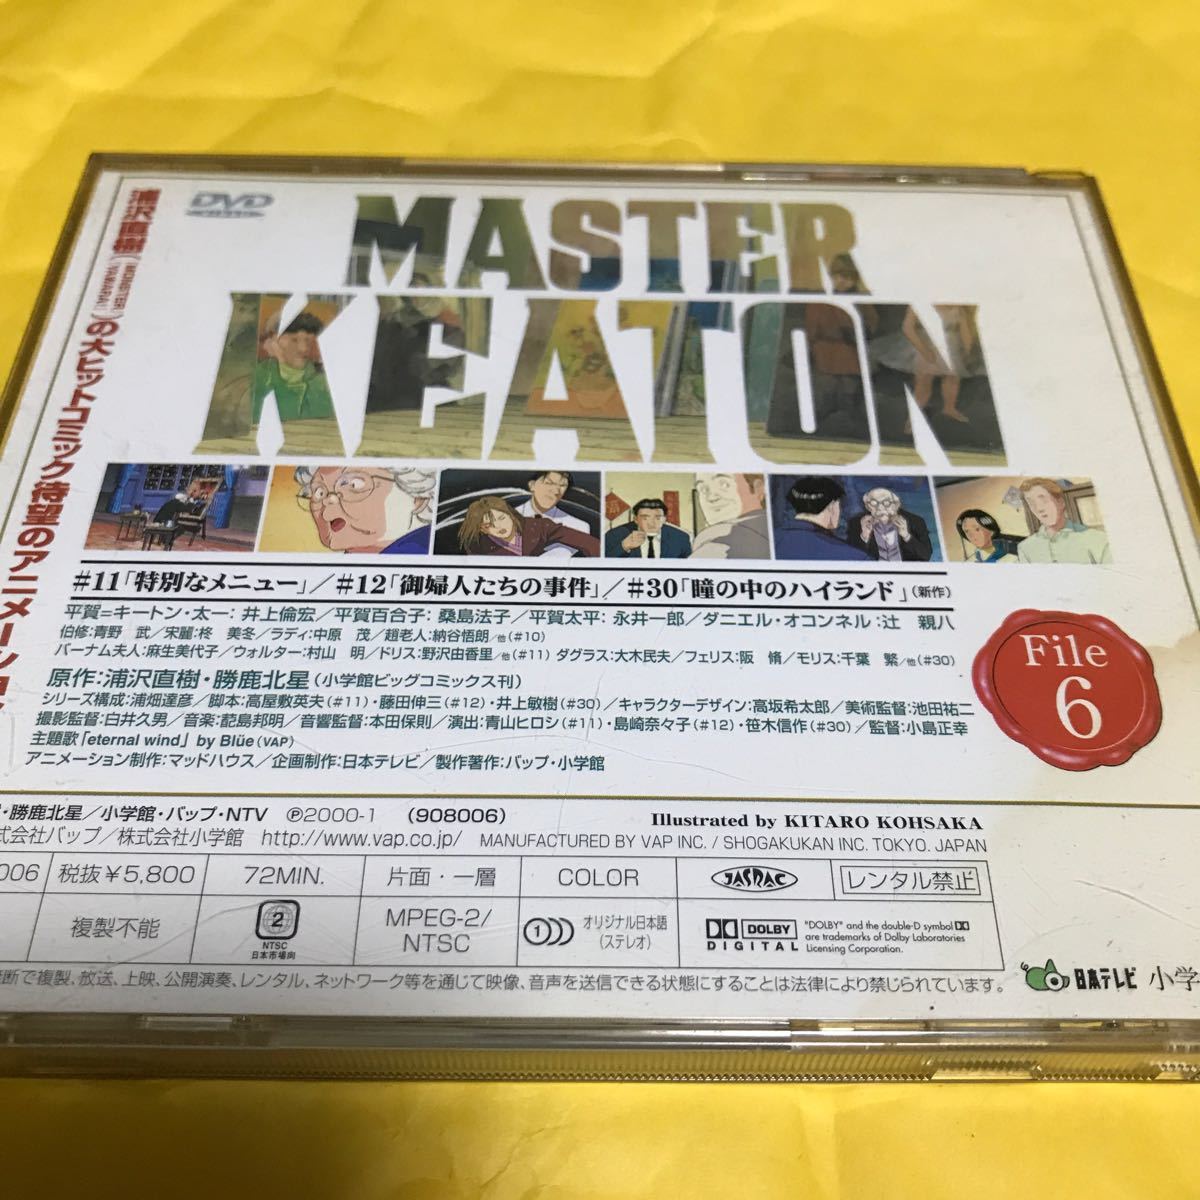 DVD
MASTER
KEATON
浦沢直樹(「MONSTER」「YAWARA!」)の大ヒットコミック待望のアニメーション
#11「特別なメニュー」/#12「御婦人たちの事件」/#30「瞳の中のハイランド」(新作)
平賀=キートン・太一: 井上倫宏/平賀百合子: 桑島法子/平賀太平: 永井一郎/ダニエル・オコンネル: 辻 親八
伯修:青野 武/宋麗:柊 美冬/ラディ:中原 茂/趙老人:納谷悟朗/他(#10)
バーナム夫人:麻生美代子/ウォルター:村山 明/ドリス:野沢由香里/他(#11) ダグラス:大木民夫/フェリス:阪 脩/モリス:千葉 繁/他(#30)
原作:浦沢直樹・勝鹿北星(小学館ビッグコミックス刊)
シリーズ構成:浦畑達彦/脚本:高屋敷英夫(#11)・藤田伸三(#12)・井上敏樹(#30)/キャラクターデザイン:高坂希太郎/美術監督:池田祐二
撮影監督:白井久男/音楽:蓜島邦明/音響監督:本田保則/演出:青山ヒロシ(#11)・島崎奈々子(#12)・笹木信作(#30)/監督:小島正幸
主題歌「eternal wind」by Blüe(VAP)
アニメーション制作:マッドハウス/企画制作:日本テレビ/製作著作:バップ・小学館
File
6
・勝鹿北星/小学館・バップ・NTV ℗2000-1 (908006)
Illustrated by KITARO KOHSAKA
式会社バップ/株式会社小学館 http://www.vap.co.jp/ MANUFACTURED BY VAP INC. / SHOGAKUKAN INC. TOKYO. JAPAN
006 税抜¥5,800 72MIN. 片面・一層 COLOR JASRAC レンタル禁止
複製不能 2 NTSC 日本市場向 MPEG-2/NTSC 1 オリジナル日本語(ステレオ) DOLBY DIGITAL
"DOLBY" and the double-D symbol
are trademarks of Dolby Laboratories
Licensing Corporation.
断で複製、放送、上映、公開演奏、レンタル、ネットワーク等を通じて映像、音声を送信できる状態にすることは法律により禁じられています。
日本テレビ 小学